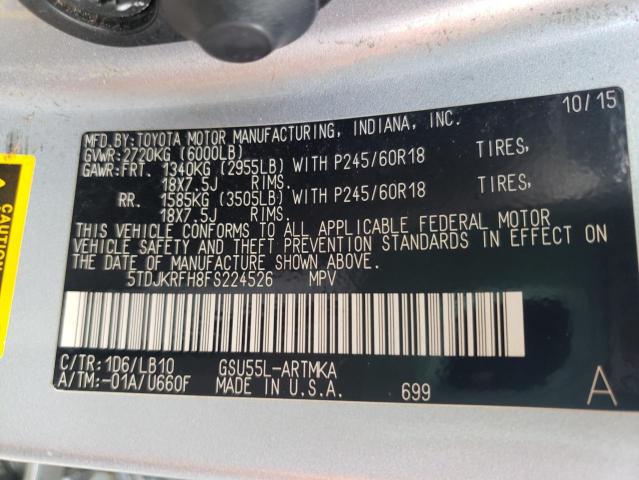 10/15
MFD.BY:TOYOTA MOTOR MANUFACTURING, INDIANA, INC.
GVWR:2720KG (6000LB)
GAWR:FRT. 1340KG (2955LB) WITH P245/60R18 TIRES,
18X7.5J RIMS.
RR. 1585KG (3505LB) WITH P245/60R18 TIRES,
18X7.5J RIMS.
THIS VEHICLE CONFORMS TO ALL APPLICABLE FEDERAL MOTOR
VEHICLE SAFETY AND THEFT PREVENTION STANDARDS IN EFFECT ON
THE DATE OF MANUFACTURE SHOWN ABOVE.
5TDJKRFH8FS224526 MPV
C/TR:1D6/LB10 GSU55L-ARTMKA
A/TM:-01A/U660F MADE IN U.S.A. 699 A
CAUTION